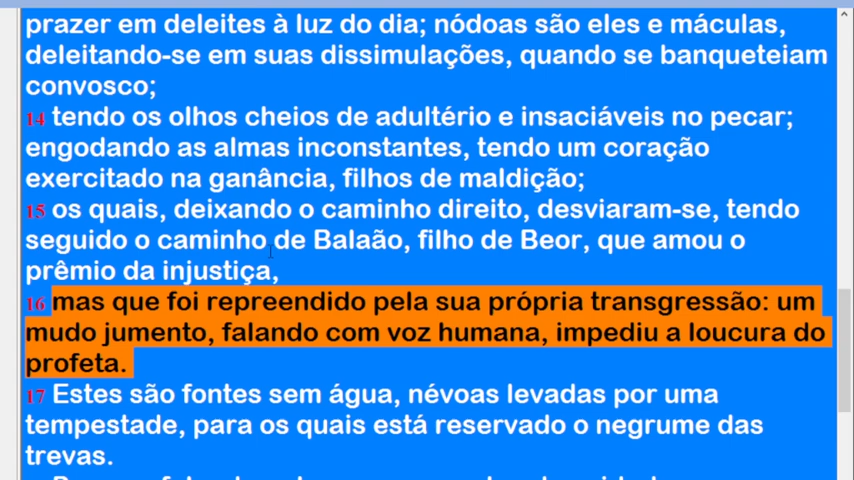 prazer em deleites à luz do dia; nódoas são eles e máculas,
deleitando-se em suas dissimulações, quando se banqueteiam
convosco;
14 tendo os olhos cheios de adultério e insaciáveis no pecar;
engodando as almas inconstantes, tendo um coração
exercitado na ganância, filhos de maldição;
15 os quais, deixando o caminho direito, desviaram-se, tendo
seguido o caminho de Balaão, filho de Beor, que amou o
prêmio da injustiça,
16 mas que foi repreendido pela sua própria transgressão: um
mudo jumento, falando com voz humana, impediu a loucura do
profeta.
17 Estes são fontes sem água, névoas levadas por uma
tempestade, para os quais está reservado o negrume das
trevas.